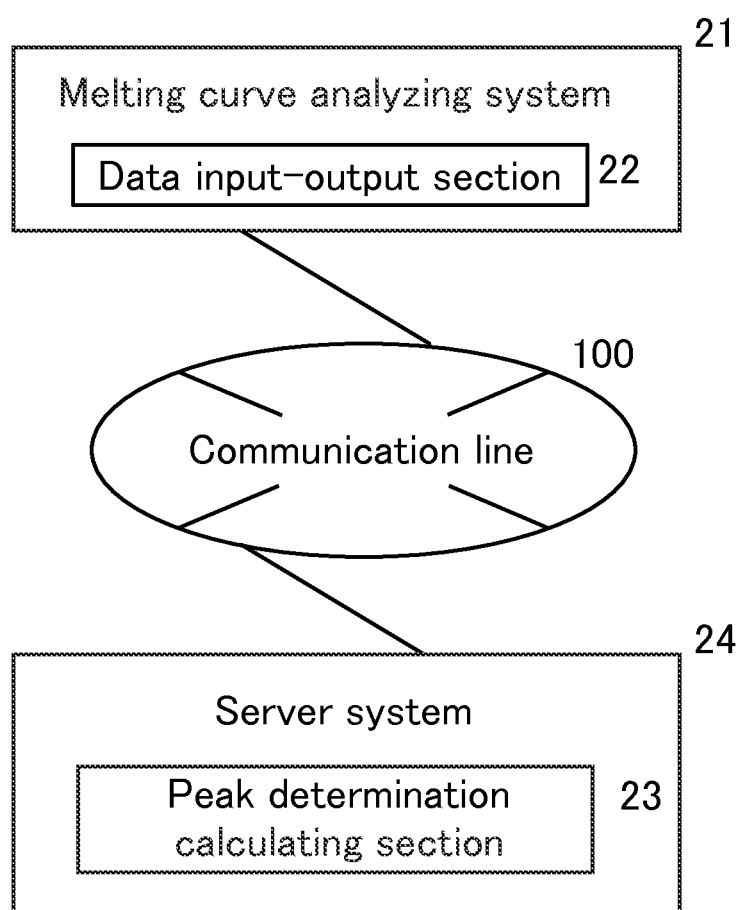 21
Melting curve analyzing system
Data input-output section 22
100
Communication line
24
Server system
Peak determination
23
calculating section